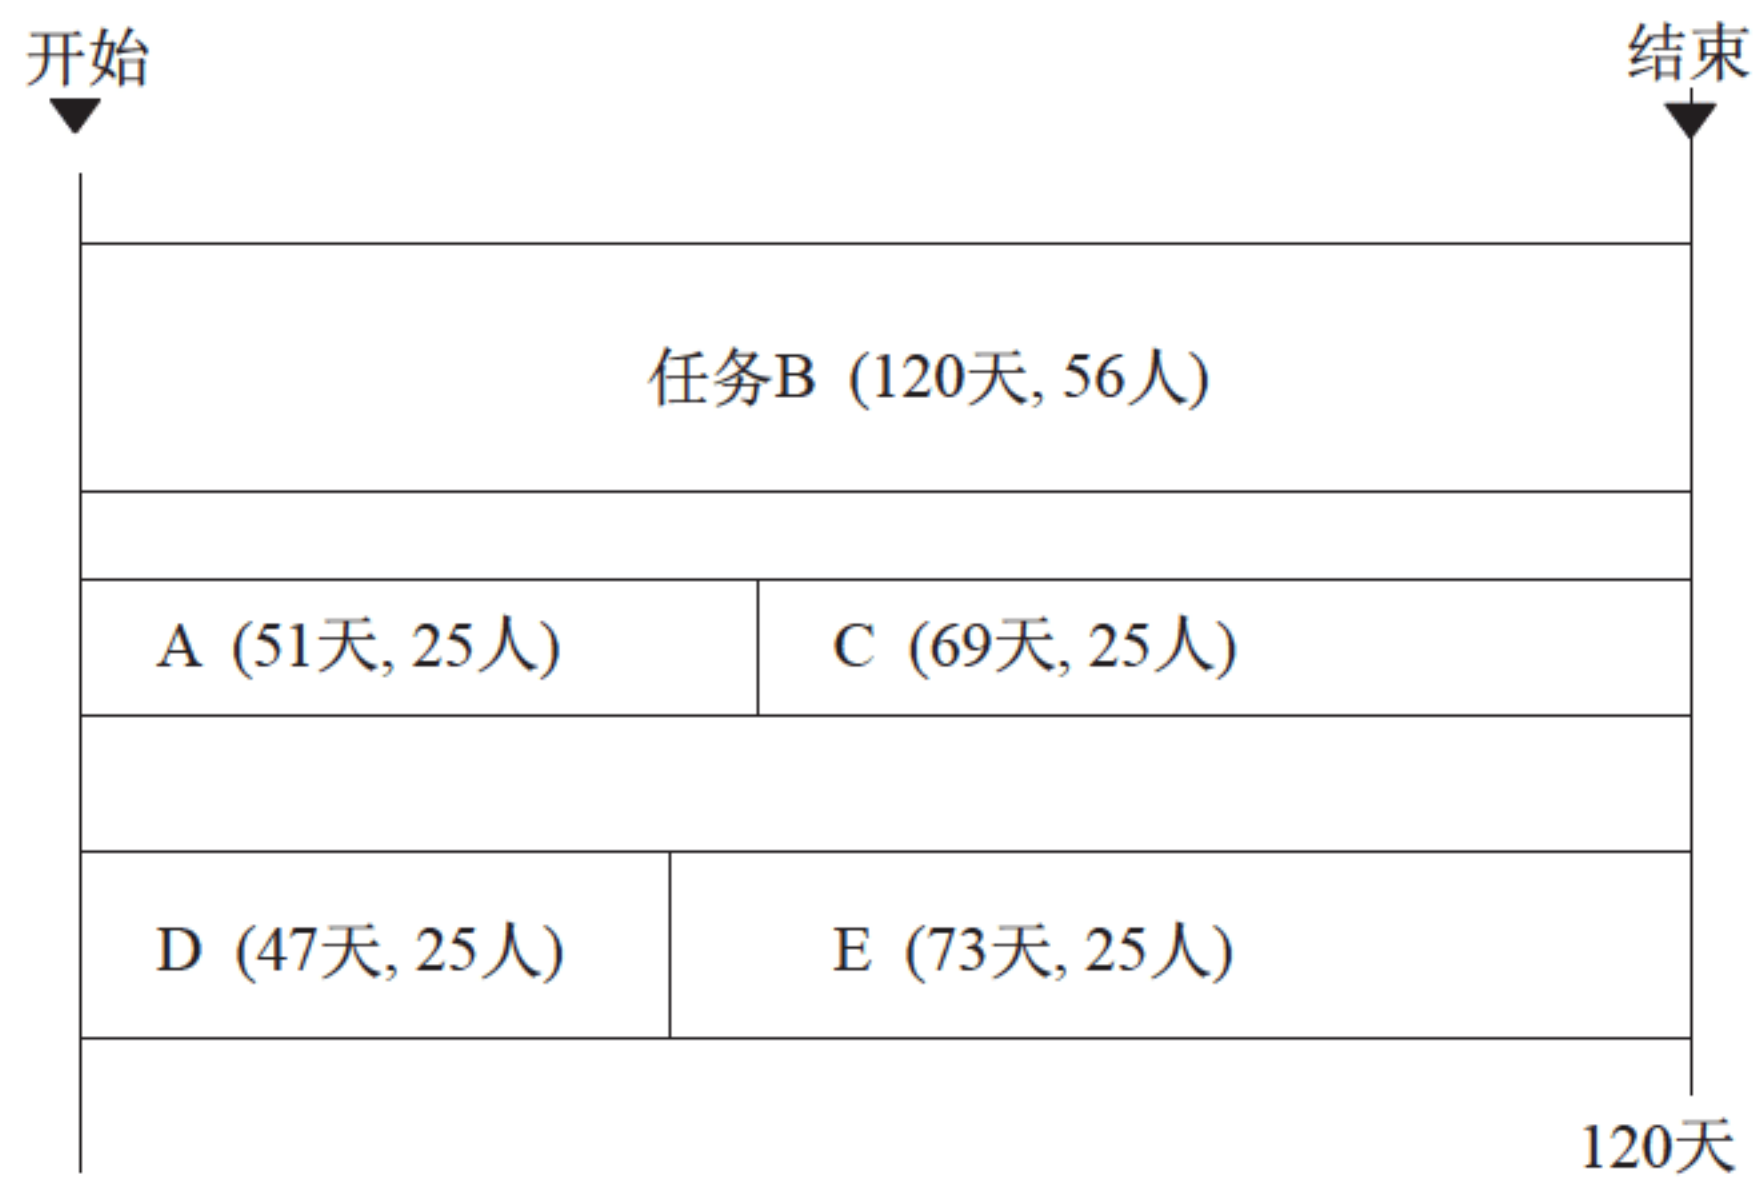 开始
结束
任务B (120天, 56人)
A (51天, 25人)
C (69天, 25人)
D (47天, 25人)
E (73天, 25人)
120天